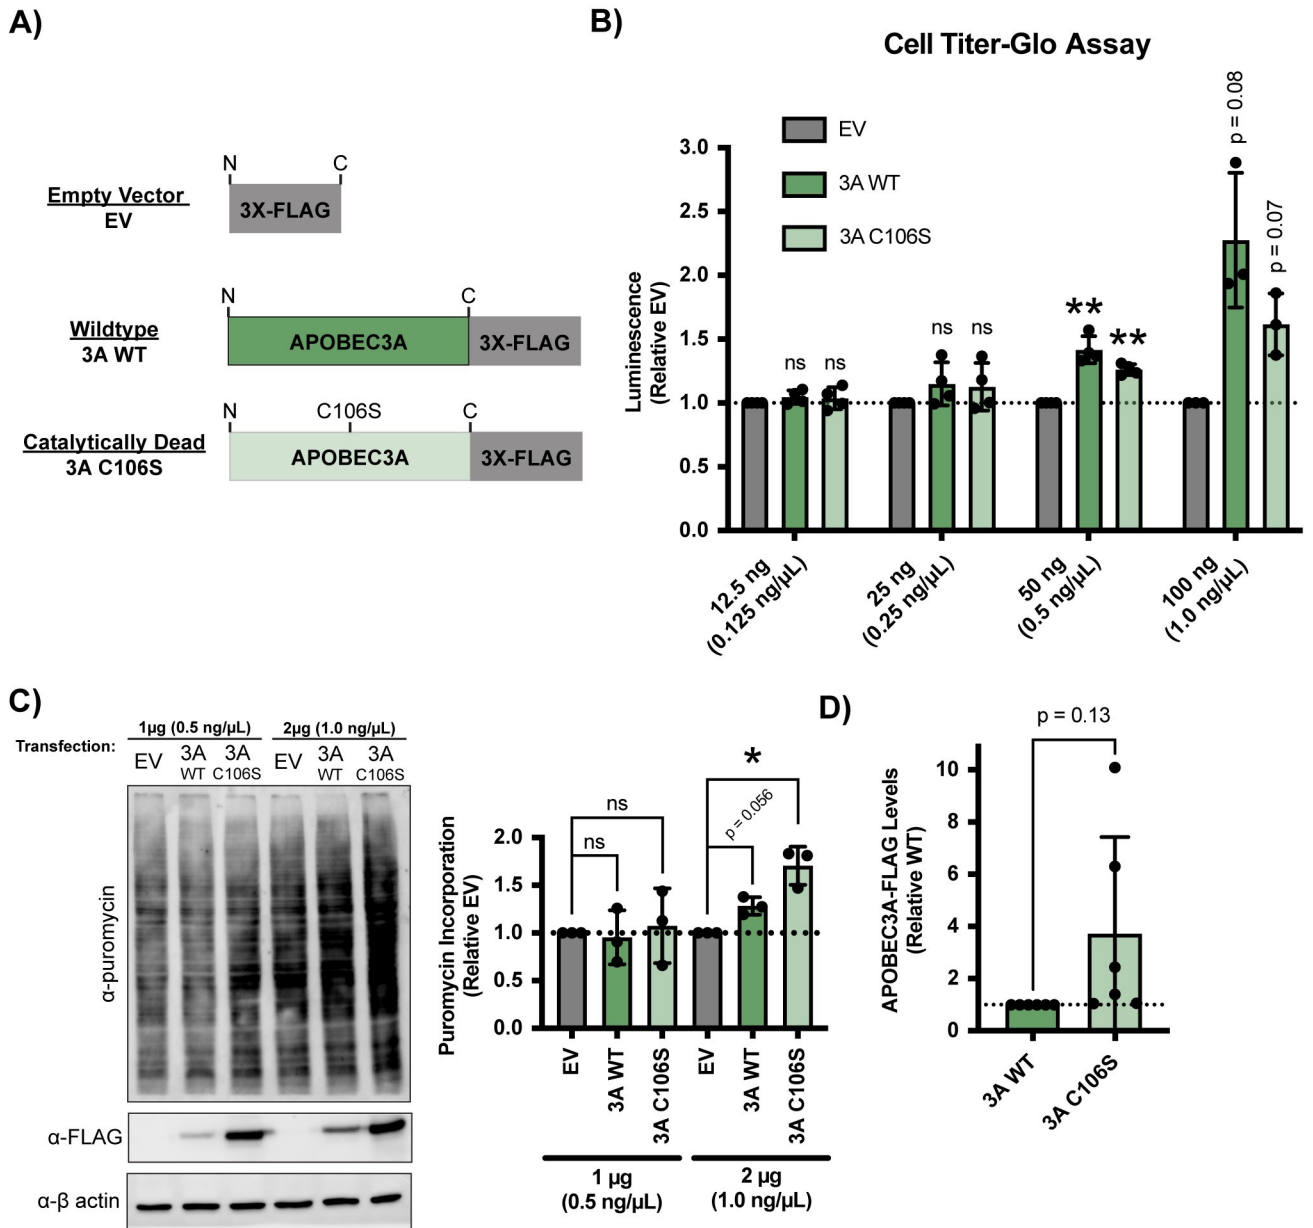 A)
N C
Empty Vector
EV
3X-FLAG
N C
Wildtype
3A WT
APOBEC3A 3X-FLAG
N C106S C
Catalytically Dead
3A C106S
APOBEC3A 3X-FLAG
B)
Cell Titer-Glo Assay
EV
3A WT
3A C106S
Luminescence
(Relative EV)
3.0
2.5
2.0
1.5
1.0
0.5
0.0
ns ns
ns ns
** **
p = 0.08
p = 0.07
12.5 ng
(0.125 ng/µL)
25 ng
(0.25 ng/µL)
50 ng
(0.5 ng/µL)
100 ng
(1.0 ng/µL)
C)
Transfection:
1µg (0.5 ng/µL) 2µg (1.0 ng/µL)
EV 3A WT 3A C106S EV 3A WT 3A C106S
α-puromycin
α-FLAG
α-β actin
Puromycin Incorporation
(Relative EV)
2.0
1.5
1.0
0.5
0.0
ns
ns
*
p = 0.056
EV 3A WT 3A C106S EV 3A WT 3A C106S
1 µg
(0.5 ng/µL)
2 µg
(1.0 ng/µL)
D)
p = 0.13
APOBEC3A-FLAG Levels
(Relative WT)
10
8
6
4
2
0
3A WT
3A C106S